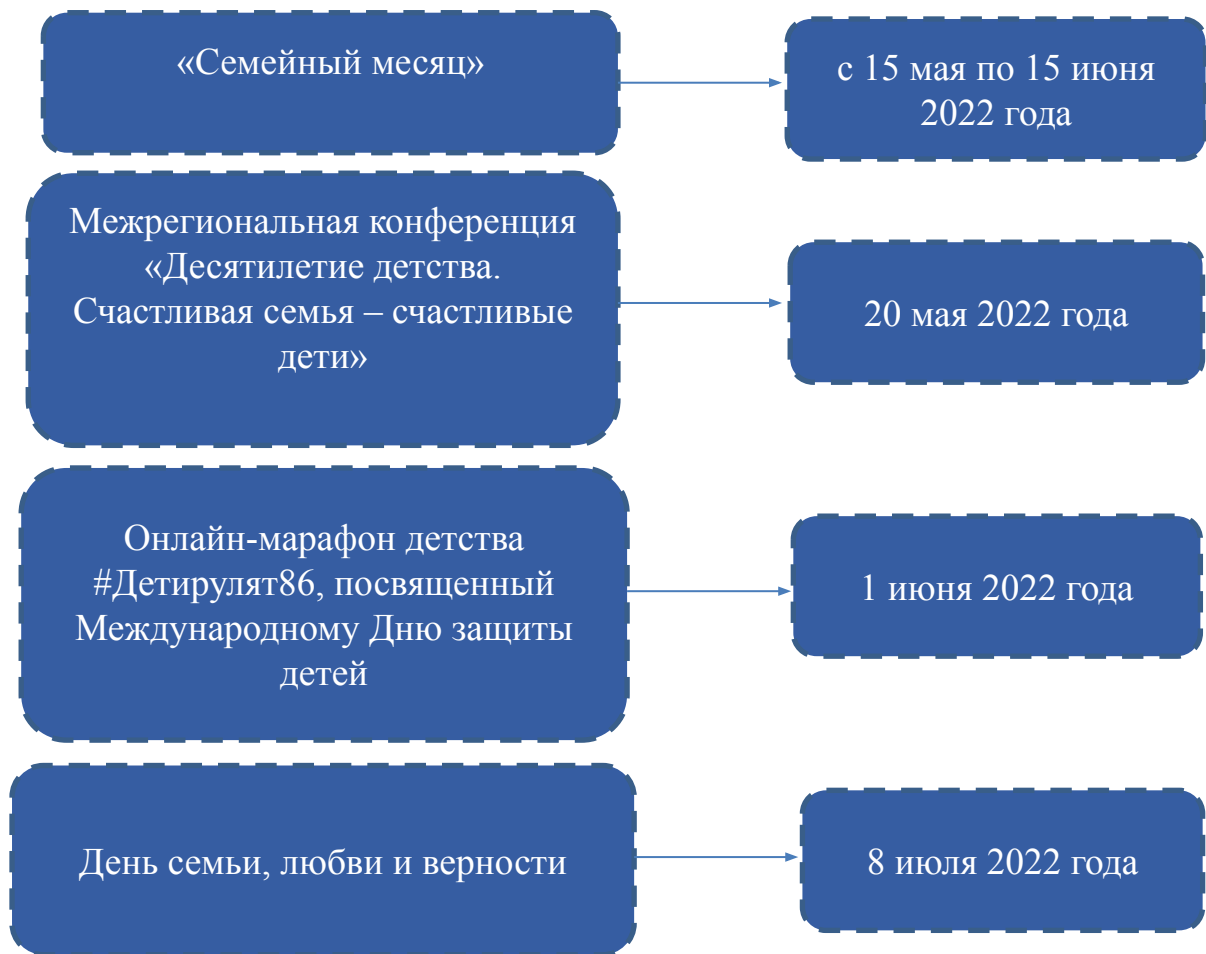 «Семейный месяц»
с 15 мая по 15 июня
2022 года
Межрегиональная конференция
«Десятилетие детства.
Счастливая семья – счастливые
дети»
20 мая 2022 года
Онлайн-марафон детства
#Детирулят86, посвященный
Международному Дню защиты
детей
1 июня 2022 года
День семьи, любви и верности
8 июля 2022 года